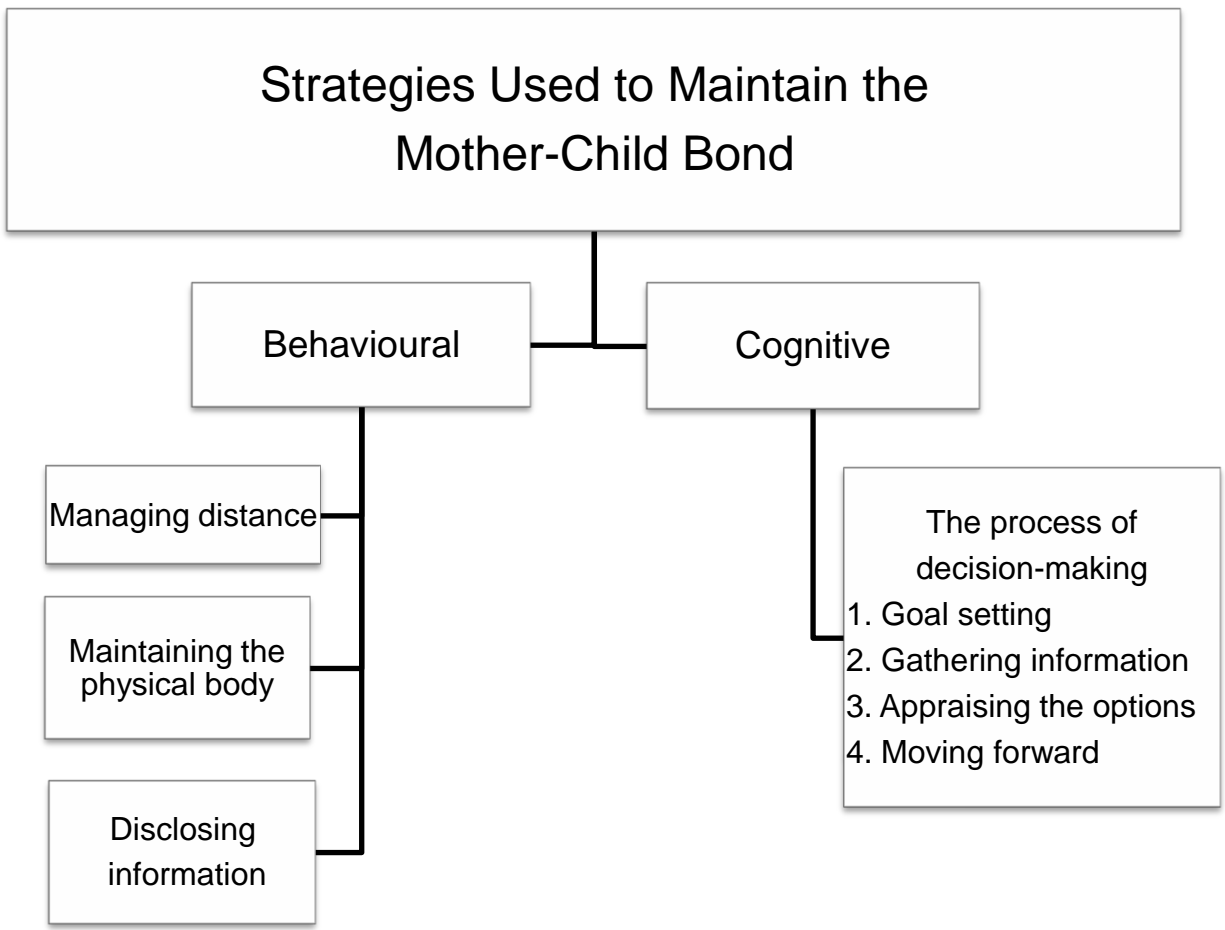 Strategies Used to Maintain the
Mother-Child Bond
Behavioural
Cognitive
Managing distance
Maintaining the
physical body
Disclosing
information
The process of
decision-making
1. Goal setting
2. Gathering information
3. Appraising the options
4. Moving forward